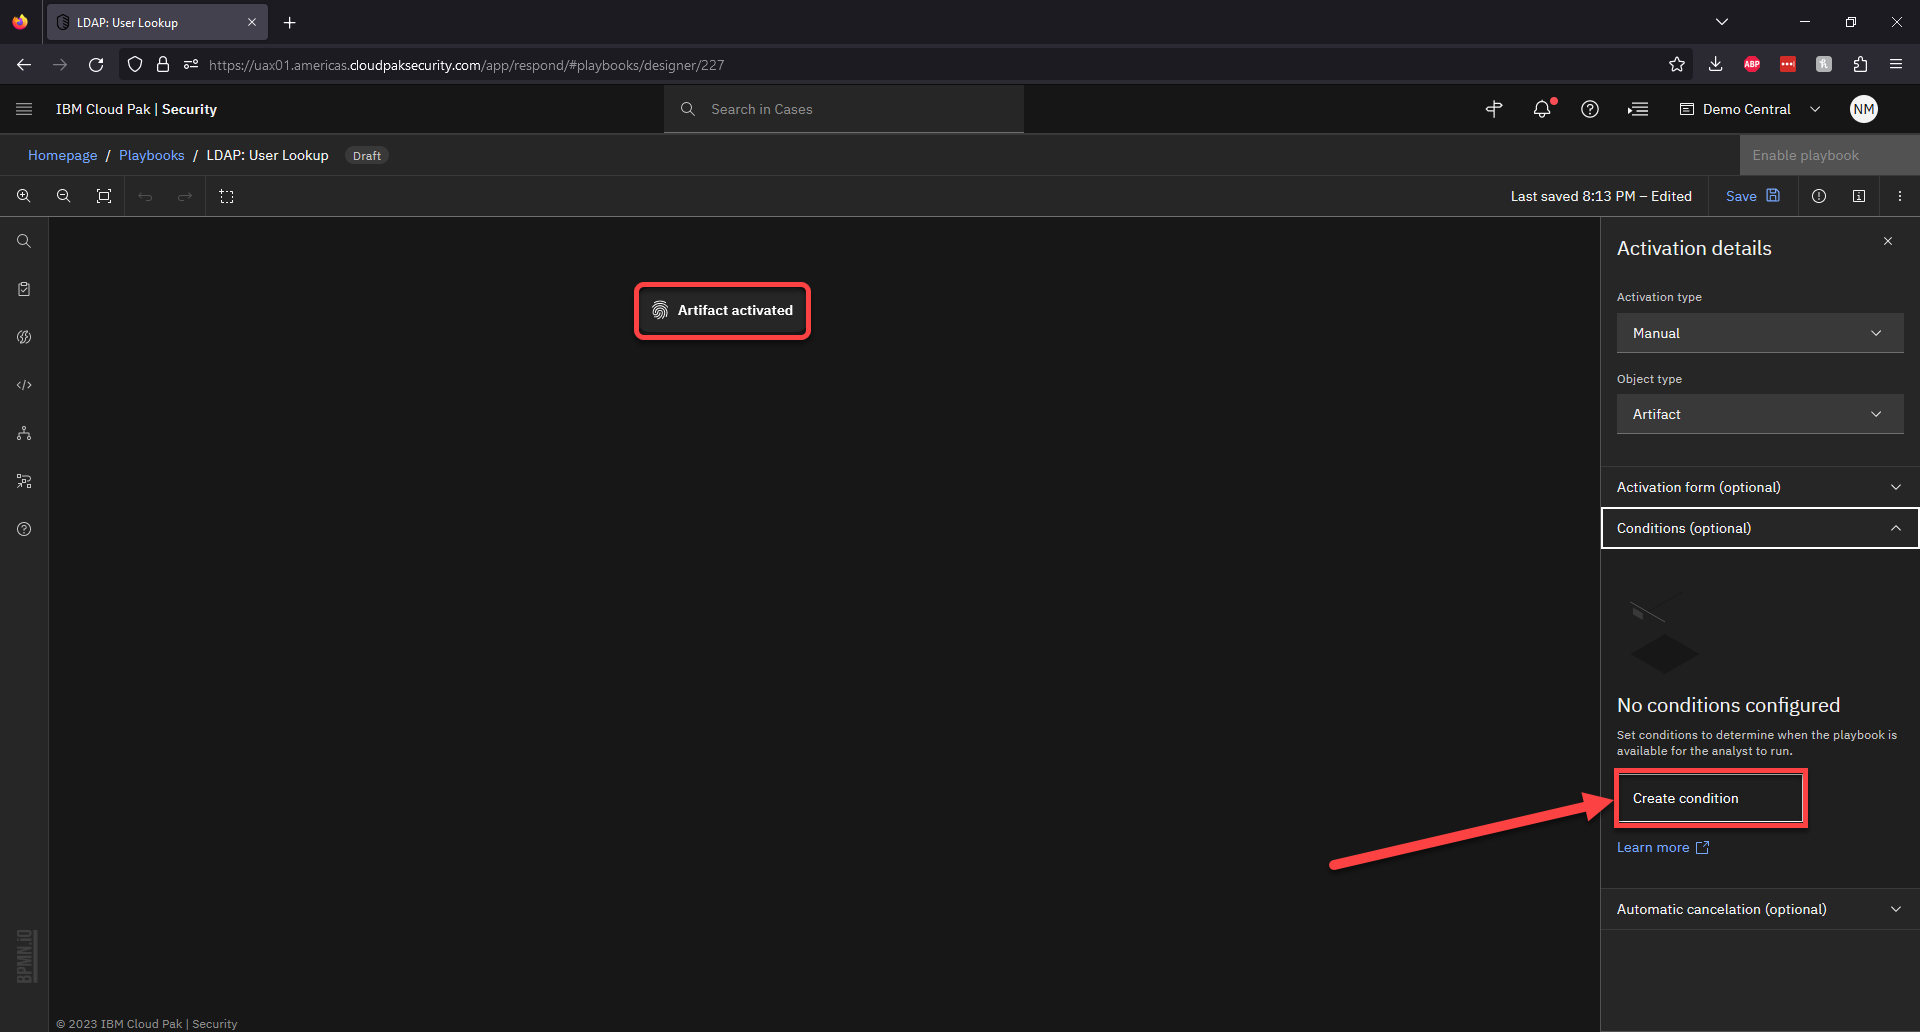 LDAP: User Lookup
https://uax01.americas.cloudpaksecurity.com/app/respond/#playbooks/designer/227
ABP
IBM Cloud Pak | Security
Search in Cases
Demo Central
NM
Homepage / Playbooks / LDAP: User Lookup Draft
Enable playbook
Last saved 8:13 PM – Edited
Save
Artifact activated
Activation details
Activation type
Manual
Object type
Artifact
Activation form (optional)
Conditions (optional)
No conditions configured
Set conditions to determine when the playbook is
available for the analyst to run.
Create condition
Learn more
Automatic cancelation (optional)
BPMN.iO
© 2023 IBM Cloud Pak | Security